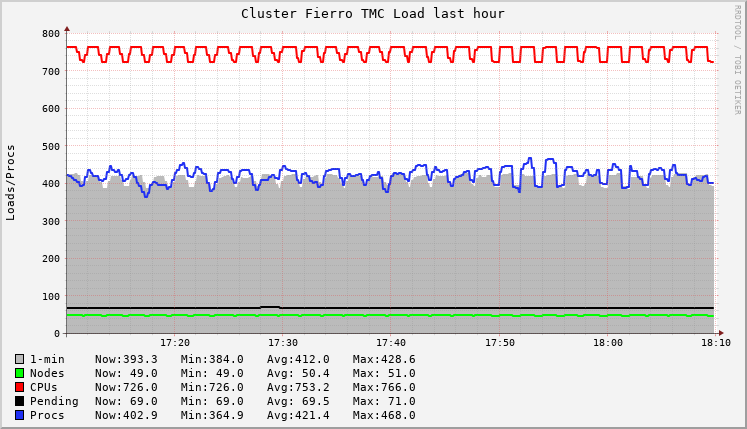 Cluster Fierro TMC Load last hour
RRDTOOL / TOBI OETIKER
Loads/Procs
800
700
600
500
400
300
200
100
0
17:20 17:30 17:40 17:50 18:00 18:10
1-min Now:393.3 Min:384.0 Avg:412.0 Max:428.6
Nodes Now: 49.0 Min: 49.0 Avg: 50.4 Max: 51.0
CPUs Now:726.0 Min:726.0 Avg:753.2 Max:766.0
Pending Now: 69.0 Min: 69.0 Avg: 69.5 Max: 71.0
Procs Now:402.9 Min:364.9 Avg:421.4 Max:468.0